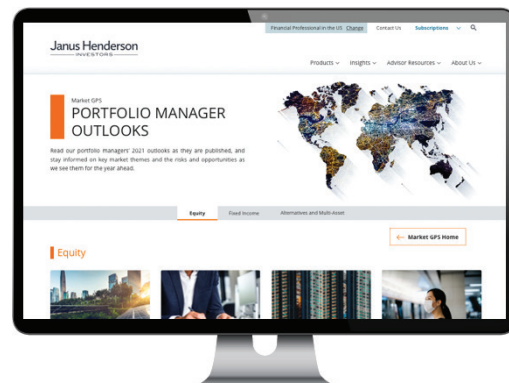 Financial Professional in the US Change Contact Us Subscriptions
Janus Henderson
INVESTORS
Products Insights Advisor Resources About Us
Market GPS
PORTFOLIO MANAGER
OUTLOOKS
Read our portfolio managers' 2021 outlooks as they are published, and
stay informed on key market themes and the risks and opportunities as
we see them for the year ahead.
Equity Fixed Income Alternatives and Multi-Asset
← Market GPS Home
Equity